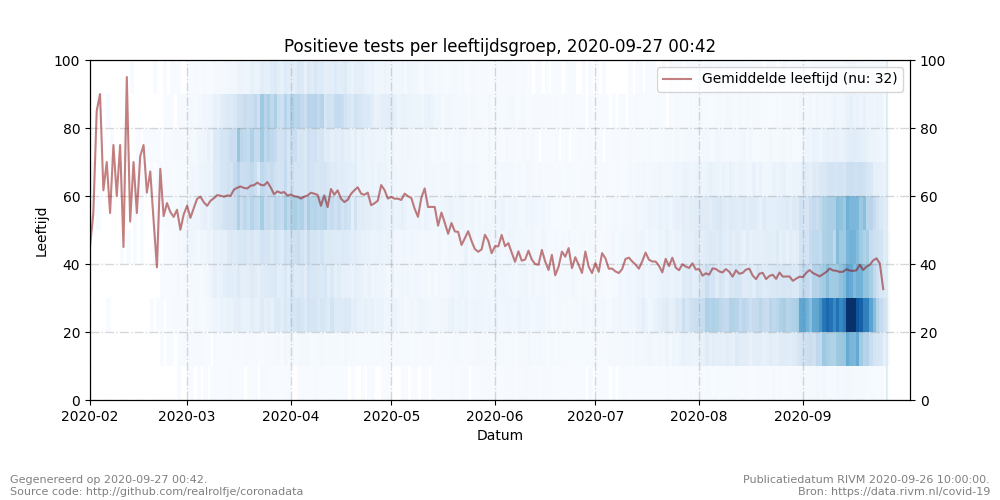 Positieve tests per leeftijdsgroep, 2020-09-27 00:42
Gemiddelde leeftijd (nu: 32)
100
80
60
40
20
0
Leeftijd
100
80
60
40
20
0
2020-02 2020-03 2020-04 2020-05 2020-06 2020-07 2020-08 2020-09
Datum
Gegenereerd op 2020-09-27 00:42.
Source code: http://github.com/realrolfje/coronadata
Publicatiedatum RIVM 2020-09-26 10:00:00.
Bron: https://data.rivm.nl/covid-19